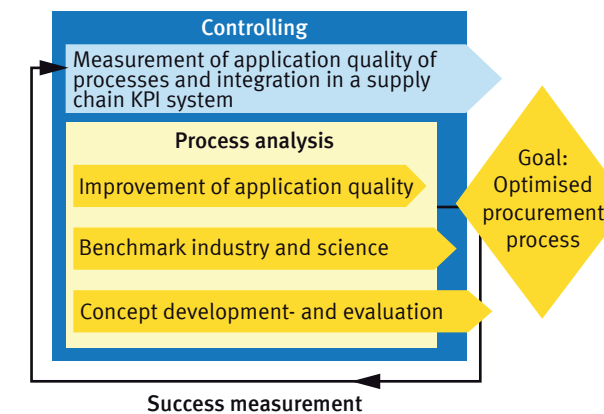 Controlling
Measurement of application quality of
processes and integration in a supply
chain KPI system
Process analysis
Improvement of application quality
Benchmark industry and science
Concept development- and evaluation
Goal:
Optimised
procurement
process
Success measurement